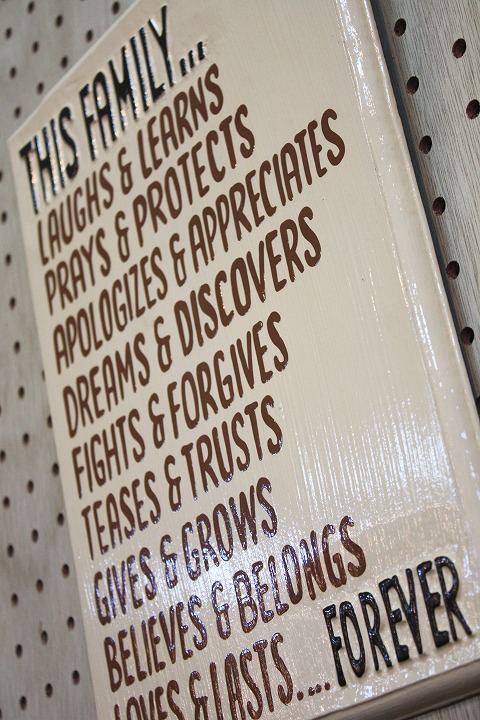 THIS FAMILY...
LAUGHS & LEARNS
PRAYS & PROTECTS
APOLOGIZES & APPRECIATES
DREAMS & DISCOVERS
FIGHTS & FORGIVES
TEASES & TRUSTS
GIVES & GROWS
BELIEVES & BELONGS
LOVES & LASTS.... FOREVER